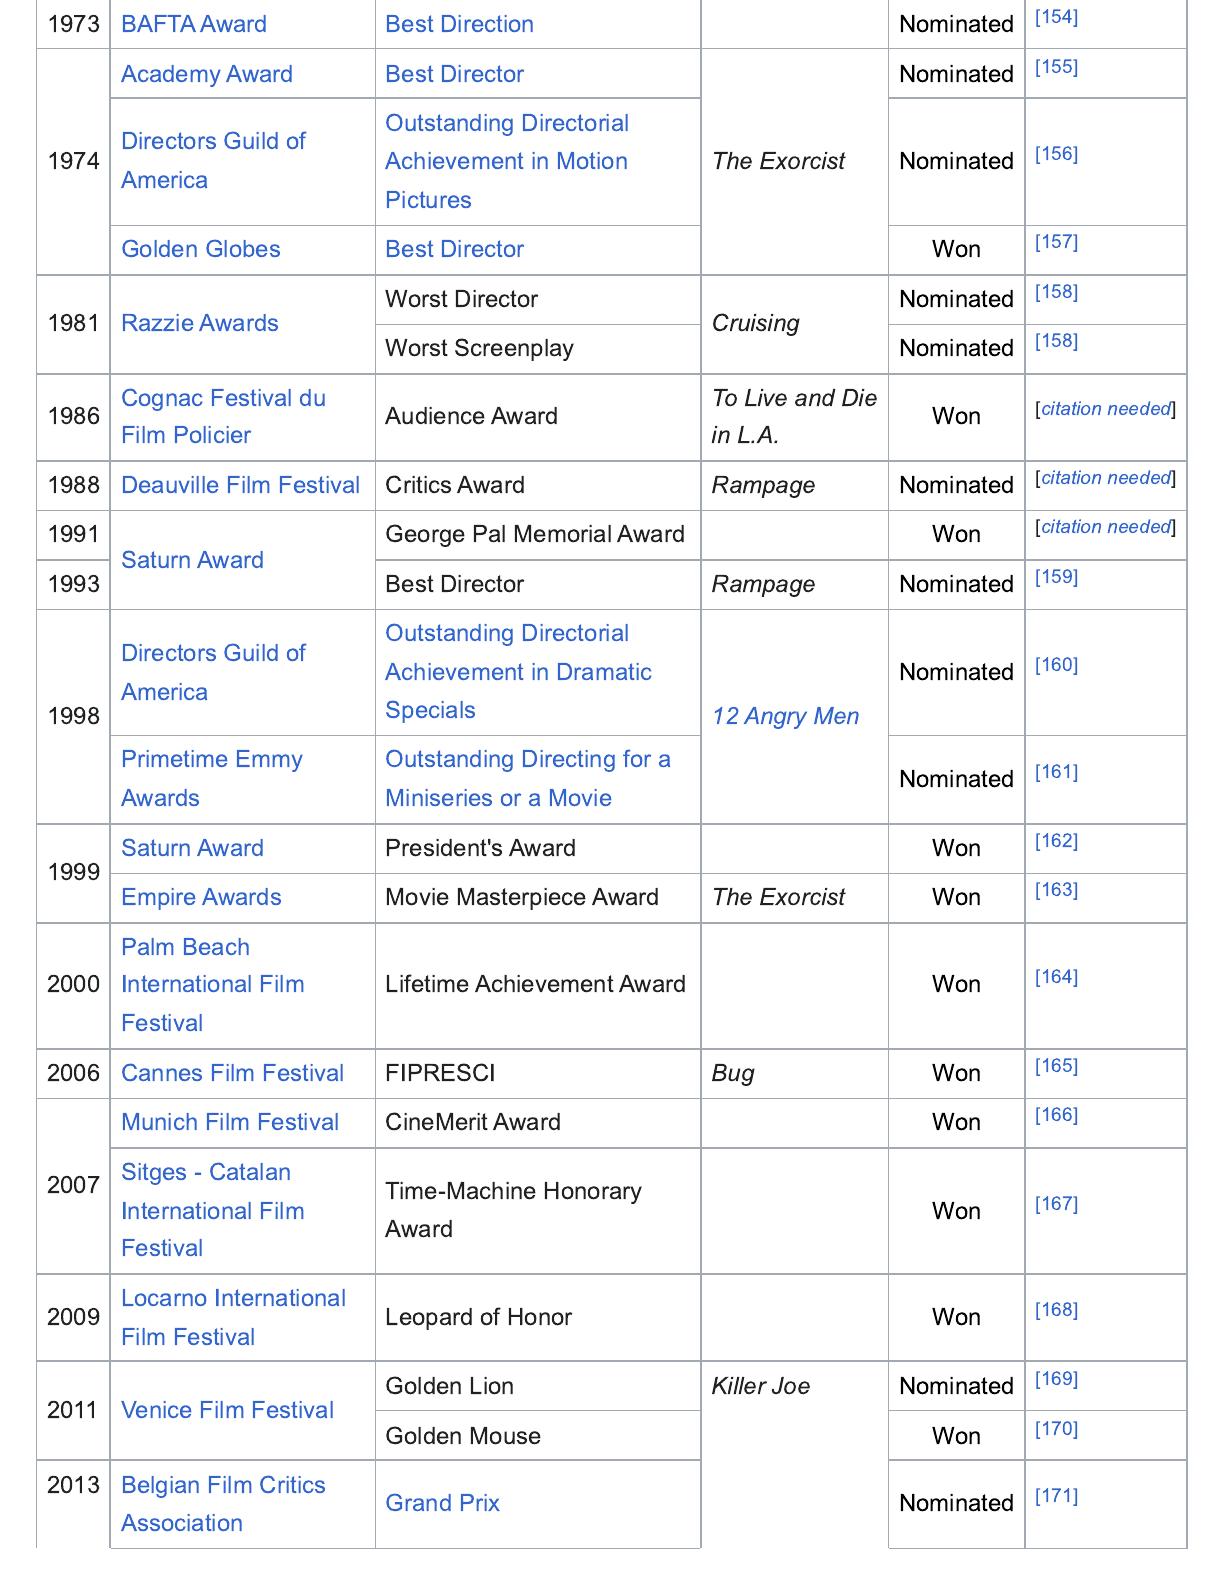 1973 BAFTA Award Best Direction Nominated [154]
1974 Academy Award Best Director The Exorcist Nominated [155]
Directors Guild of
America
Outstanding Directorial
Achievement in Motion
Pictures
Nominated [156]
Golden Globes Best Director Won [157]
1981 Razzie Awards Worst Director Cruising Nominated [158]
Worst Screenplay Nominated [158]
1986 Cognac Festival du
Film Policier
Audience Award
To Live and Die
in L.A.
Won [citation needed]
1988 Deauville Film Festival Critics Award Rampage Nominated [citation needed]
1991 Saturn Award George Pal Memorial Award Won [citation needed]
1993 Best Director Rampage Nominated [159]
1998 Directors Guild of
America
Outstanding Directorial
Achievement in Dramatic
Specials
12 Angry Men
Nominated [160]
Primetime Emmy
Awards
Outstanding Directing for a
Miniseries or a Movie
Nominated [161]
1999 Saturn Award President's Award Won [162]
Empire Awards Movie Masterpiece Award The Exorcist Won [163]
2000 Palm Beach
International Film
Festival
Lifetime Achievement Award Won [164]
2006 Cannes Film Festival FIPRESCI Bug Won [165]
2007 Munich Film Festival CineMerit Award Won [166]
Sitges - Catalan
International Film
Festival
Time-Machine Honorary
Award
Won [167]
2009 Locarno International
Film Festival
Leopard of Honor Won [168]
2011 Venice Film Festival Golden Lion Killer Joe Nominated [169]
Golden Mouse Won [170]
2013 Belgian Film Critics
Association
Grand Prix Nominated [171]